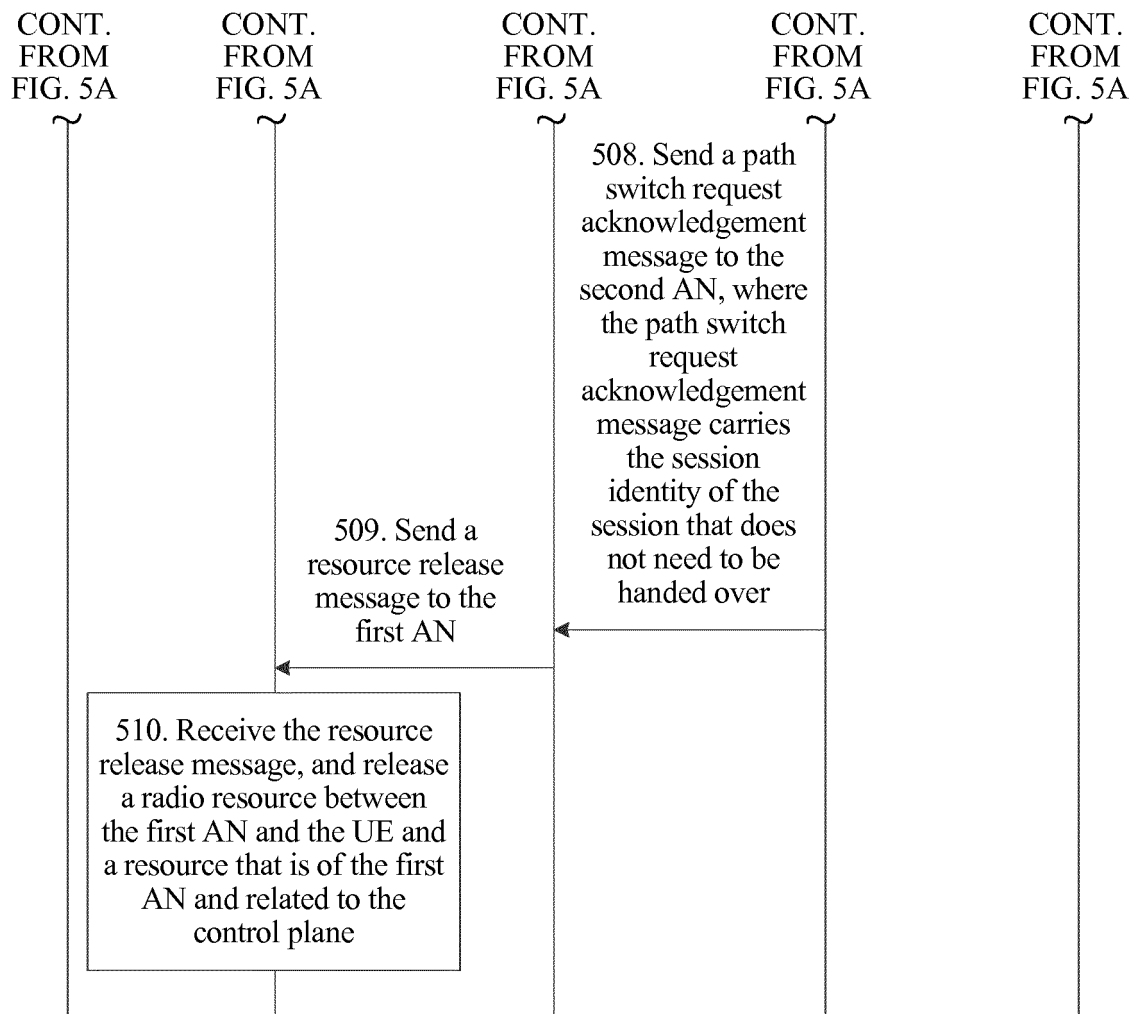 CONT.
FROM
FIG. 5A
CONT.
FROM
FIG. 5A
CONT.
FROM
FIG. 5A
CONT.
FROM
FIG. 5A
CONT.
FROM
FIG. 5A
508. Send a path
switch request
acknowledgement
message to the
second AN, where
the path switch
request
acknowledgement
message carries
the session
identity of the
session that does
not need to be
handed over
509. Send a
resource release
message to the
first AN
510. Receive the resource
release message, and release
a radio resource between
the first AN and the UE and
a resource that is of the first
AN and related to the
control plane